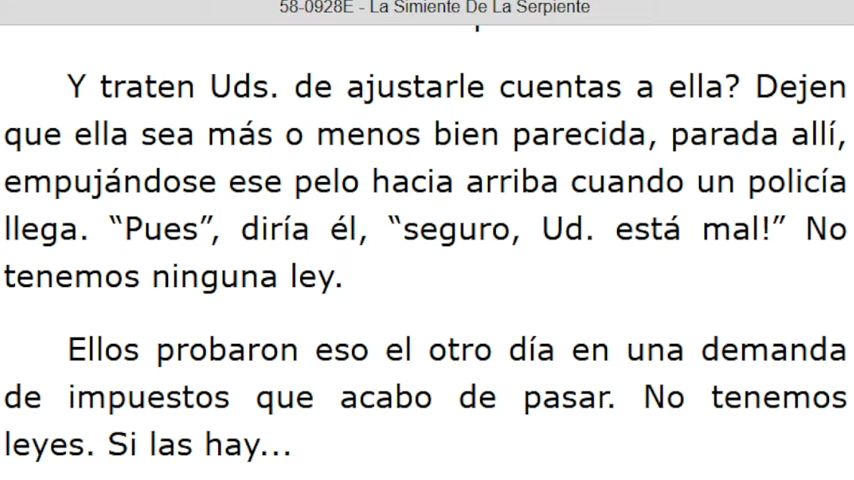 58-0928E - La Simiente De La Serpiente
Y traten Uds. de ajustarle cuentas a ella? Dejen
que ella sea más o menos bien parecida, parada allí,
empujándose ese pelo hacia arriba cuando un policía
llega. “Pues”, diría él, “seguro, Ud. está mal!” No
tenemos ninguna ley.
Ellos probaron eso el otro día en una demanda
de impuestos que acabo de pasar. No tenemos
leyes. Si las hay...